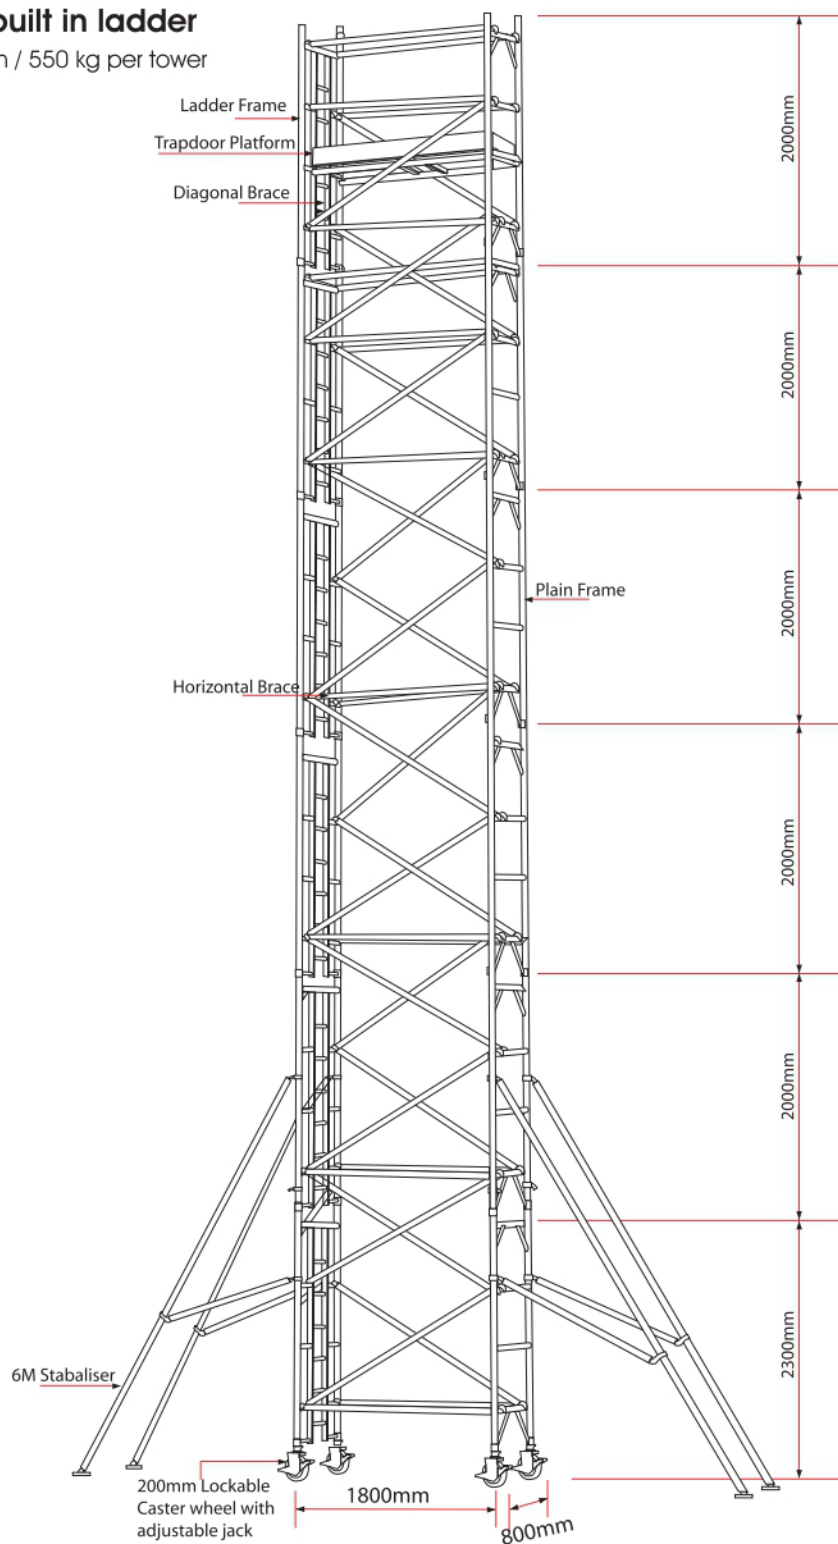 built in ladder
/ 550 kg per tower
Ladder Frame
Trapdoor Platform
Diagonal Brace
Plain Frame
Horizontal Brace
6M Stabaliser
200mm Lockable
Caster wheel with
adjustable jack
1800mm
800mm
2000mm
2000mm
2000mm
2000mm
2000mm
2300mm